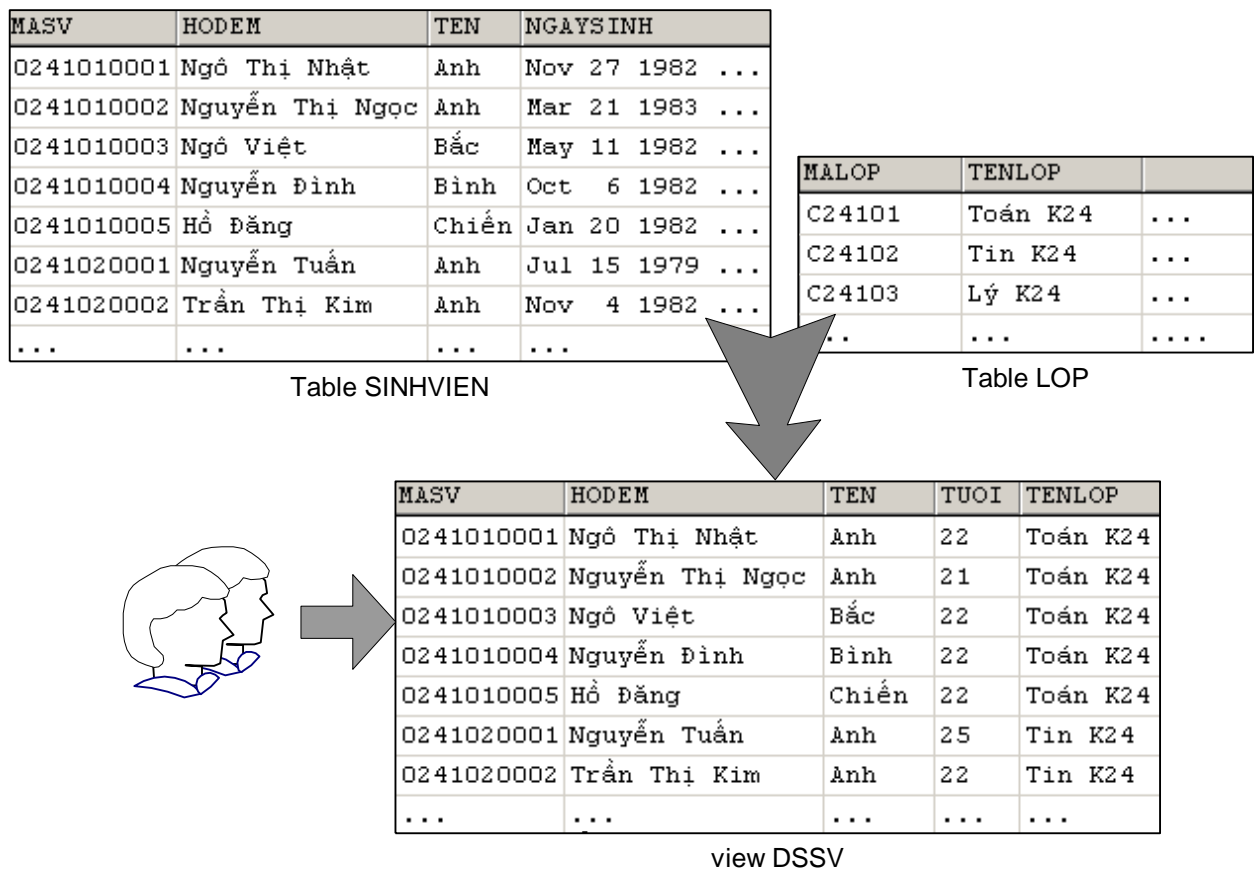 MASV HODEM TEN NGAYSINH
0241010001 Ngô Thị Nhật Anh Nov 27 1982 ...
0241010002 Nguyễn Thị Ngọc Anh Mar 21 1983 ...
0241010003 Ngô Việt Bắc May 11 1982 ...
0241010004 Nguyễn Đình Bình Oct 6 1982 ...
0241010005 Hồ Đăng Chiến Jan 20 1982 ...
0241020001 Nguyễn Tuấn Anh Jul 15 1979 ...
0241020002 Trần Thị Kim Anh Nov 4 1982 ...
... ... ... ...
Table SINHVIEN
MALOP TENLOP
C24101 Toán K24 ...
C24102 Tin K24 ...
C24103 Lý K24 ...
... ... ....
Table LOP
MASV HODEM TEN TUOI TENLOP
0241010001 Ngô Thị Nhật Anh 22 Toán K24
0241010002 Nguyễn Thị Ngọc Anh 21 Toán K24
0241010003 Ngô Việt Bắc 22 Toán K24
0241010004 Nguyễn Đình Bình 22 Toán K24
0241010005 Hồ Đăng Chiến 22 Toán K24
0241020001 Nguyễn Tuấn Anh 25 Tin K24
0241020002 Trần Thị Kim Anh 22 Tin K24
... ... ... ... ...
view DSSV